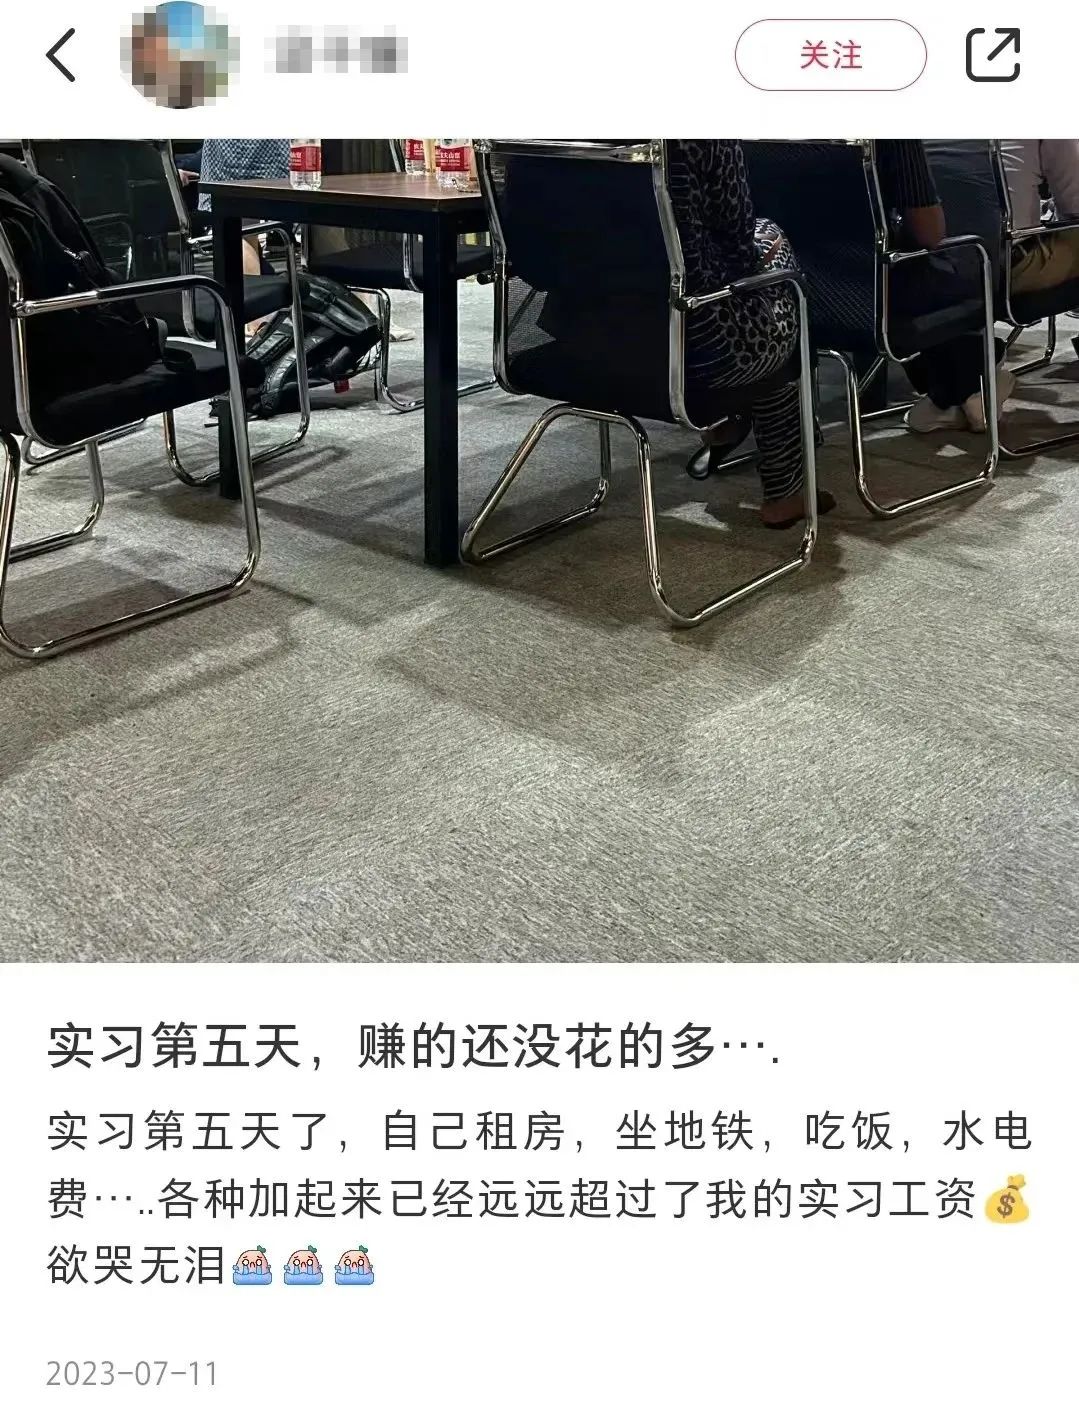 关注
实习第五天，赚的还没花的多….
实习第五天了，自己租房，坐地铁，吃饭，水电
费…..各种加起来已经远远超过了我的实习工资💰
欲哭无泪
2023-07-11